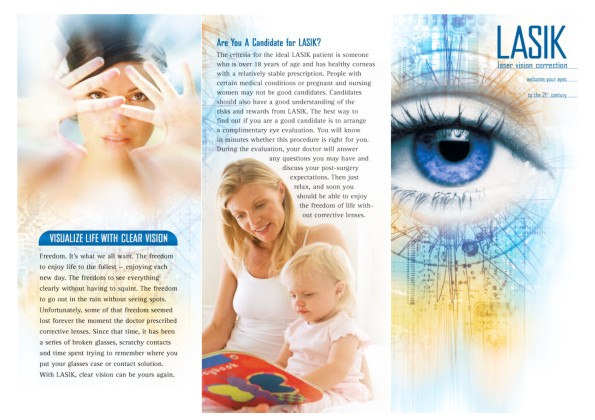 VISUALIZE LIFE WITH CLEAR VISION
Freedom. It's what we all want. The freedom
to enjoy life to the fullest – enjoying each
new day. The freedom to see everything
clearly without having to squint. The freedom
to go out in the rain without seeing spots.
Unfortunately, some of that freedom seemed
lost forever the moment the doctor prescribed
corrective lenses. Since that time, it has been
a series of broken glasses, scratchy contacts
and time spent trying to remember where you
put your glasses case or contact solution.
With LASIK, clear vision can be yours again.
Are You A Candidate for LASIK?
The criteria for the ideal LASIK patient is someone
who is over 18 years of age and has healthy corneas
with a relatively stable prescription. People with
certain medical conditions or pregnant and nursing
women may not be good candidates. Candidates
should also have a good understanding of the
risks and rewards from LASIK. The best way to
find out if you are a good candidate is to arrange
a complimentary eye evaluation. You will know
in minutes whether this procedure is right for you.
During the evaluation, your doctor will answer
any questions you may have and
discuss your post-surgery
expectations. Then just
relax, and soon you
should be able to enjoy
the freedom of life with-
out corrective lenses.
LASIK
laser vision correction
welcome your eyes
to the 21st century